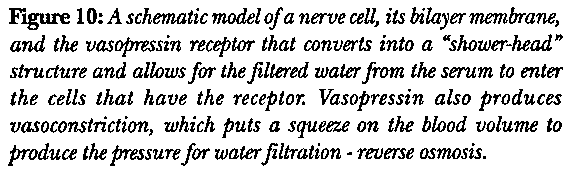 Figure 10: A schematic model of a nerve cell, its bilayer membrane,
and the vasopressin receptor that converts into a “shower-head”
structure and allows for the filtered water from the serum to enter
the cells that have the receptor. Vasopressin also produces
vasoconstriction, which puts a squeeze on the blood volume to
produce the pressure for water filtration - reverse osmosis.